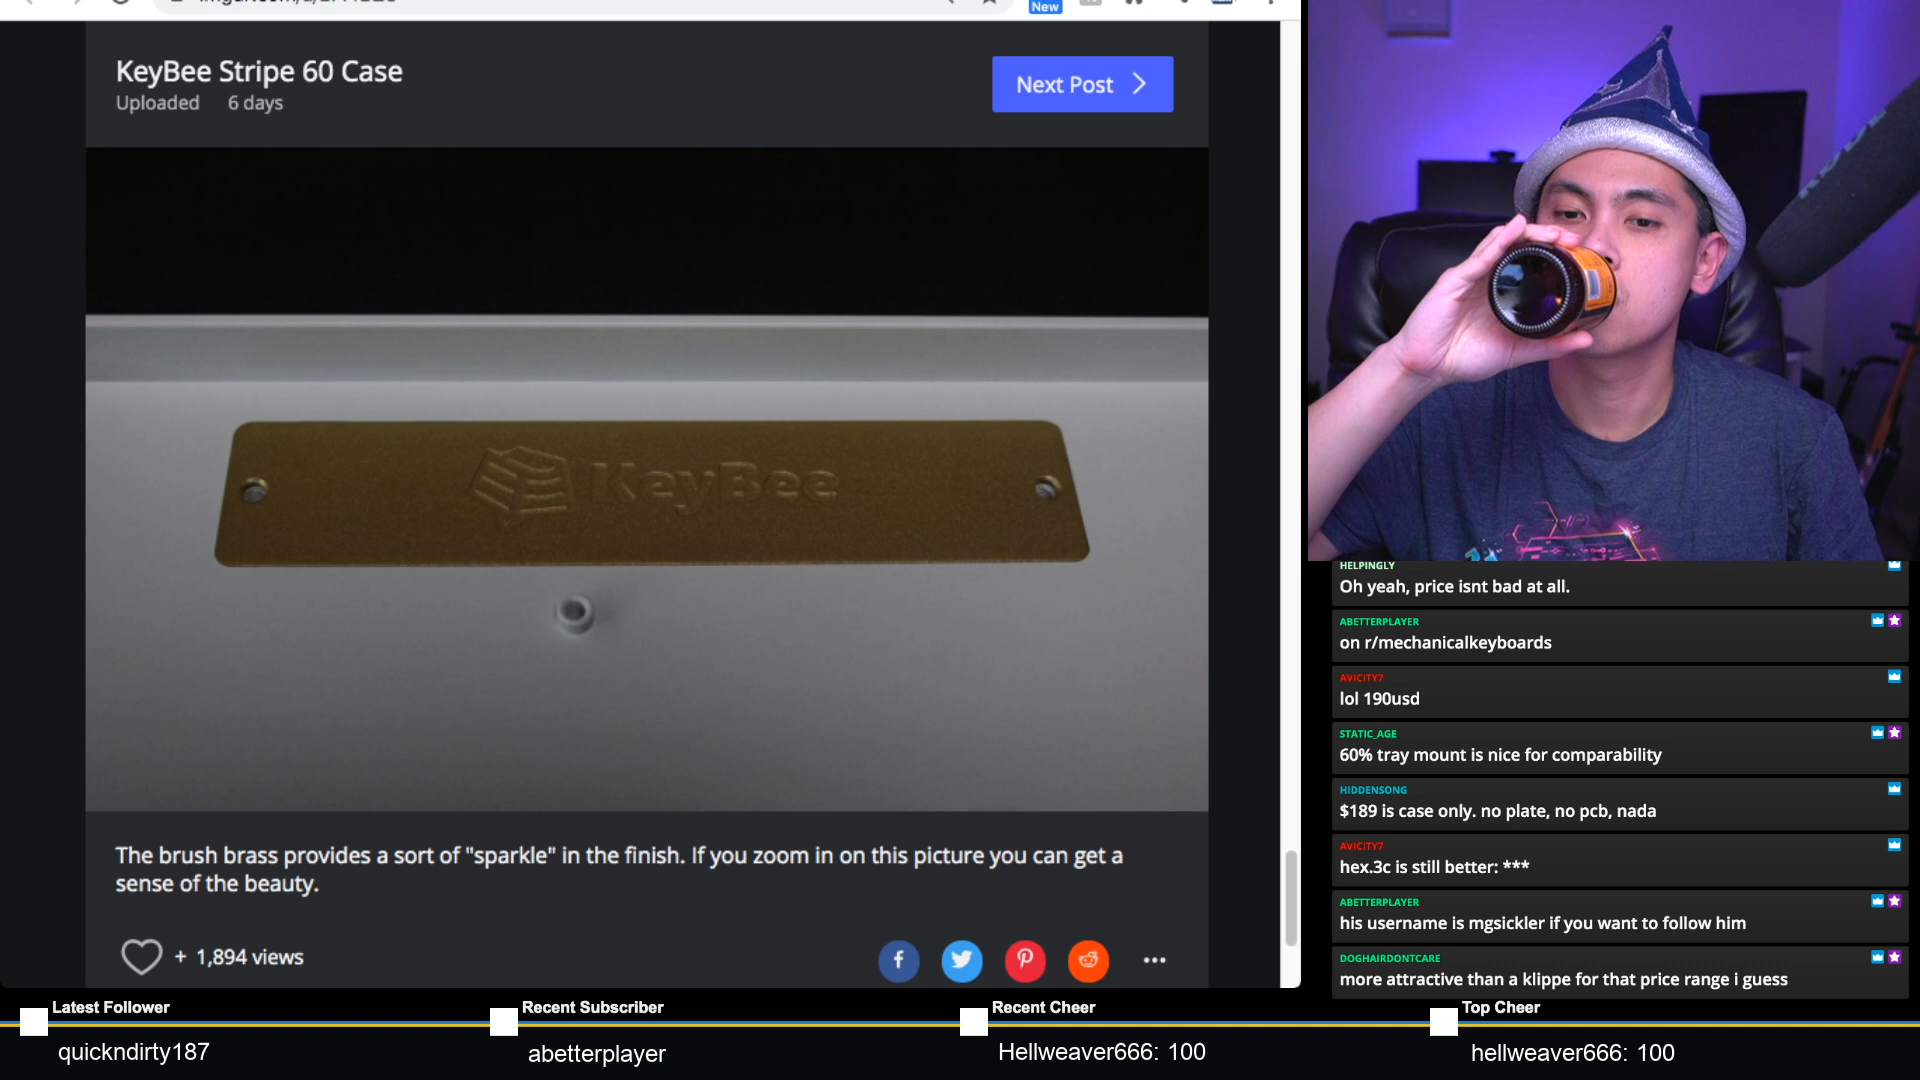 New
KeyBee Stripe 60 Case
Uploaded 6 days
Next Post
KeyBee
The brush brass provides a sort of "sparkle" in the finish. If you zoom in on this picture you can get a
sense of the beauty.
+ 1,894 views
HELPINGLY
Oh yeah, price isnt bad at all.
ABETTERPLAYER
on r/mechanicalkeyboards
AVICITY7
lol 190usd
STATIC_AGE
60% tray mount is nice for comparability
HIDDENSONG
$189 is case only. no plate, no pcb, nada
AVICITY7
hex.3c is still better: ***
ABETTERPLAYER
his username is mgsickler if you want to follow him
DOGHAIRDONTCARE
more attractive than a klippe for that price range i guess
Latest Follower
quickndirty187
Recent Subscriber
abetterplayer
Recent Cheer
Hellweaver666: 100
Top Cheer
hellweaver666: 100